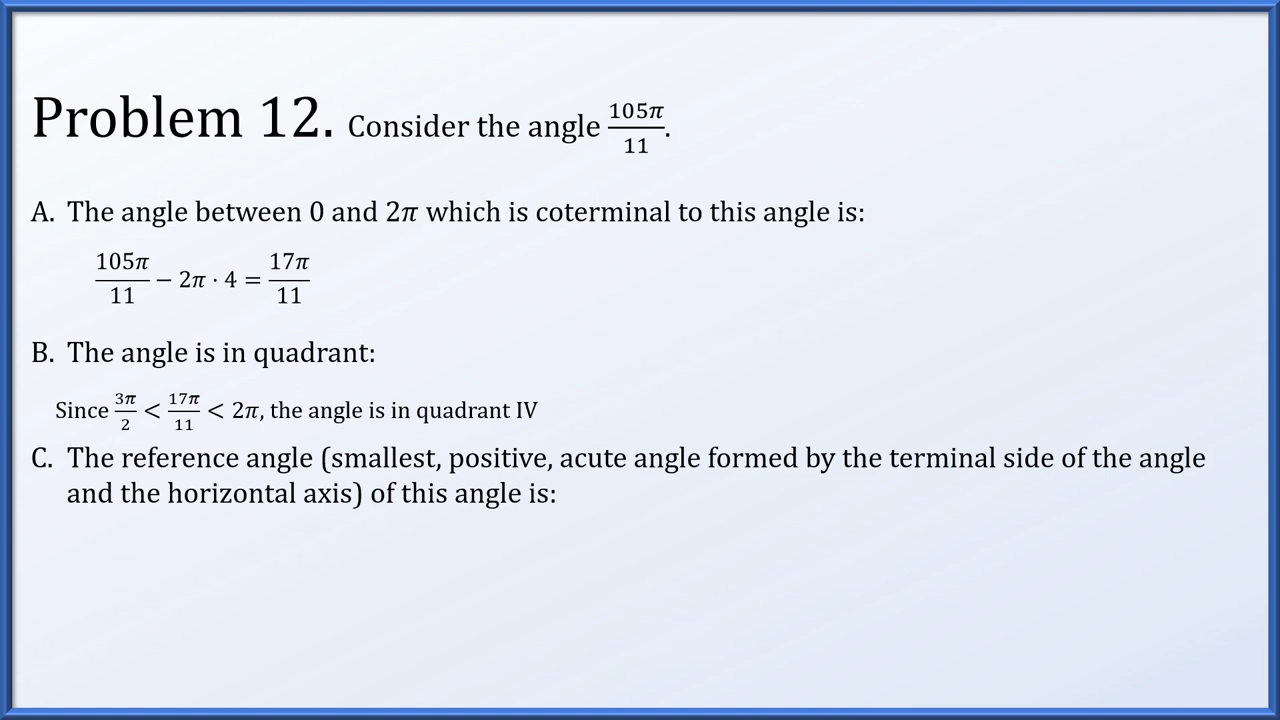 Problem 12. Consider the angle 105𝜋/11.
A. The angle between 0 and 2𝜋 which is coterminal to this angle is:
105𝜋/11 − 2𝜋 · 4 = 17𝜋/11
B. The angle is in quadrant:
Since 3𝜋/2 < 17𝜋/11 < 2𝜋, the angle is in quadrant IV
C. The reference angle (smallest, positive, acute angle formed by the terminal side of the angle
and the horizontal axis) of this angle is: